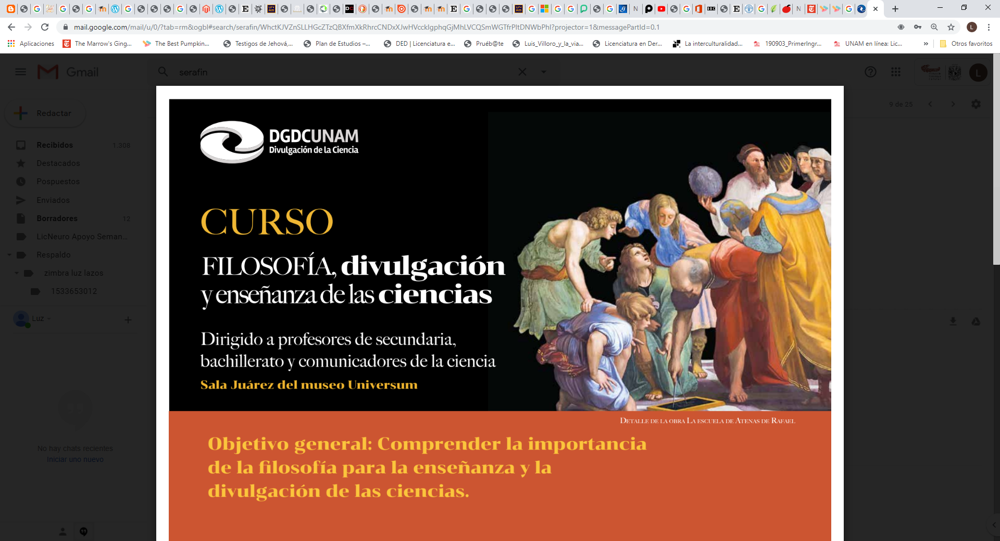 mail.google.com/mail/u/0/?tab=rm&ogbl#search/serafin/WhctKJVZnSLLHGcZTzQBXfmXkRhrcCNDxXJwHVccklgphqGjMhLVCQSmWGTfrPltDNWbPhl?projector=1&messagePartId=0.1
Aplicaciones
The Marrow's Ging...
The Best Pumpkin...
Testigos de Jehová,...
Plan de Estudios –...
DED | Licenciatura e...
Pruéb@te
Luis_Villoro_y_la_via...
Licenciatura en Der...
La interculturalidad...
190903_PrimerIngr...
UNAM en línea: Lic...
Otros favoritos
Gmail
serafin
L
Redactar
9 de 25
Recibidos 1.308
Destacados
Pospuestos
Enviados
Borradores 12
LicNeuro Apoyo Seman...
Respaldo
zimbra luz lazos
1533653012
Luz
No hay chats recientes
Iniciar uno nuevo
DGDCUNAM
Divulgación de la Ciencia
CURSO
FILOSOFÍA, divulgación
y enseñanza de las ciencias
Dirigido a profesores de secundaria,
bachillerato y comunicadores de la ciencia
Sala Juárez del museo Universum
Detalle de la obra La escuela de Atenas de Rafael
Objetivo general: Comprender la importancia
de la filosofía para la enseñanza y la
divulgación de las ciencias.